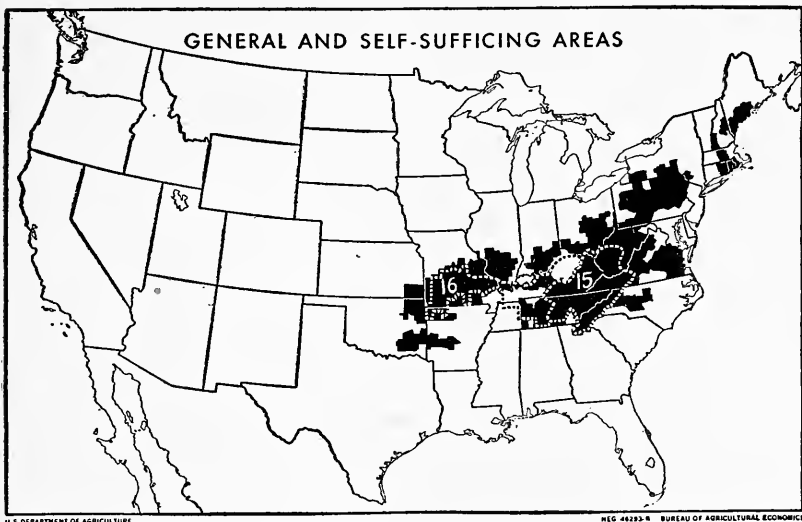 GENERAL AND SELF-SUFFICING AREAS
16
15
U.S. DEPARTMENT OF AGRICULTURE
NEG 46293-R BUREAU OF AGRICULTURAL ECONOMICS